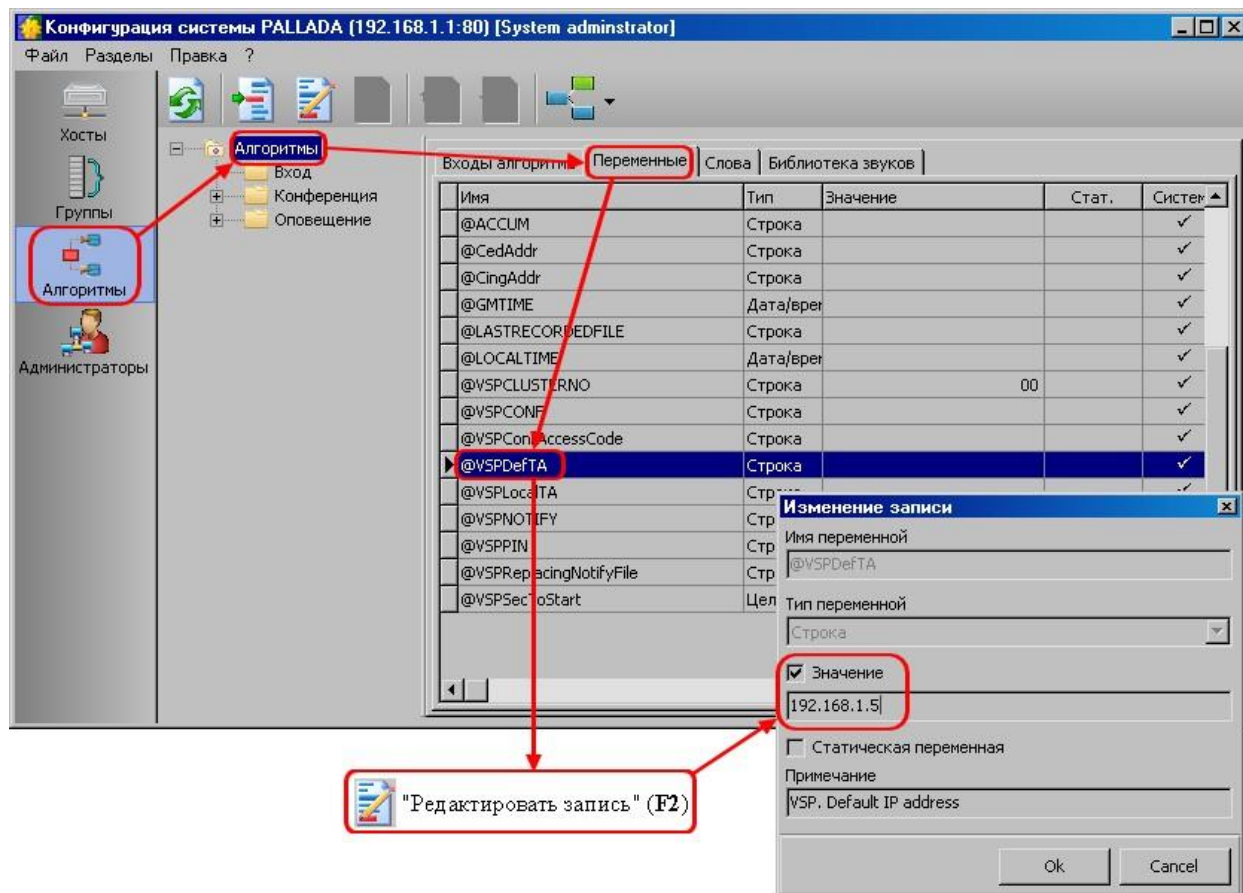 Конфигурация системы PALLADA (192.168.1.1:80) [System adminstrator]
Файл Разделы Правка ?
Хосты
Группы
Алгоритмы
Администраторы
Алгоритмы
Вход
Конференция
Оповещение
Входы алгоритм Переменные Слова Библиотека звуков
Имя Тип Значение Стат. Систем
@ACCUM Строка
@CedAddr Строка
@CingAddr Строка
@GMTIME Дата/врем
@LASTRECORDEDFILE Строка
@LOCALTIME Дата/врем
@VSPCLUSTERNO Строка 00
@VSPCONF Строка
@VSPConfAccessCode Строка
@VSPDefTA Строка
@VSPLocalTA Стр
@VSPNOTIFY Стр
@VSPPIN Стр
@VSPReplacingNotifyFile Стр
@VSPSecToStart Цел
Изменение записи
Имя переменной
@VSPDefTA
Тип переменной
Строка
Значение
192.168.1.5
Статическая переменная
Примечание
VSP. Default IP address
Ok Cancel
"Редактировать запись" (F2)